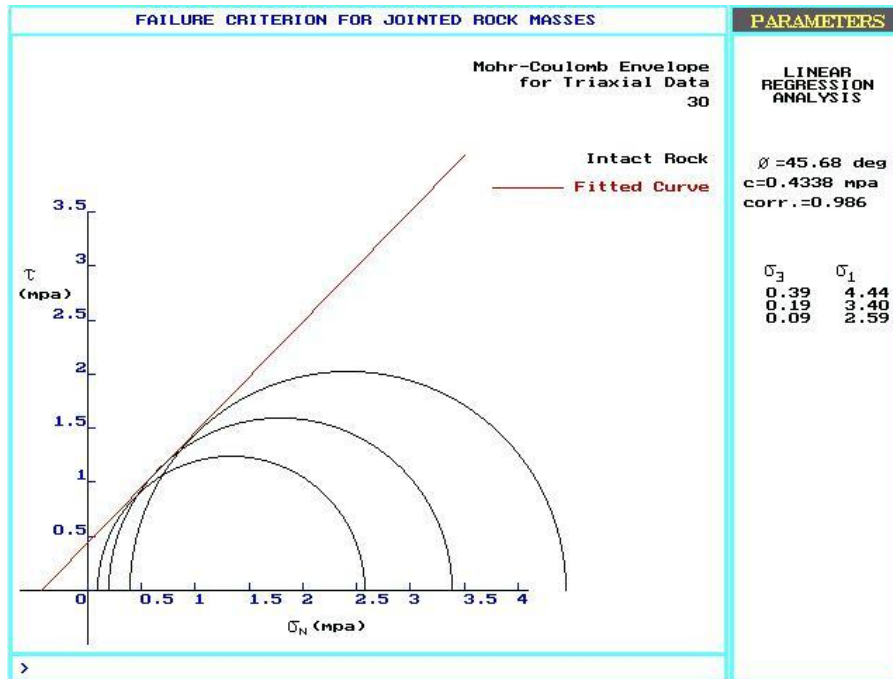 FAILURE CRITERION FOR JOINTED ROCK MASSES
PARAMETERS
Mohr-Coulomb Envelope
for Triaxial Data
30
Intact Rock
Fitted Curve
LINEAR
REGRESSION
ANALYSIS
Ø =45.68 deg
c=0.4338 mpa
corr.=0.986
σ3 σ1
0.39 4.44
0.19 3.40
0.09 2.59
3.5
3
τ
(mpa)
2.5
2
1.5
1
0.5
0 0.5 1 1.5 2 2.5 3 3.5 4
σN (mpa)
>